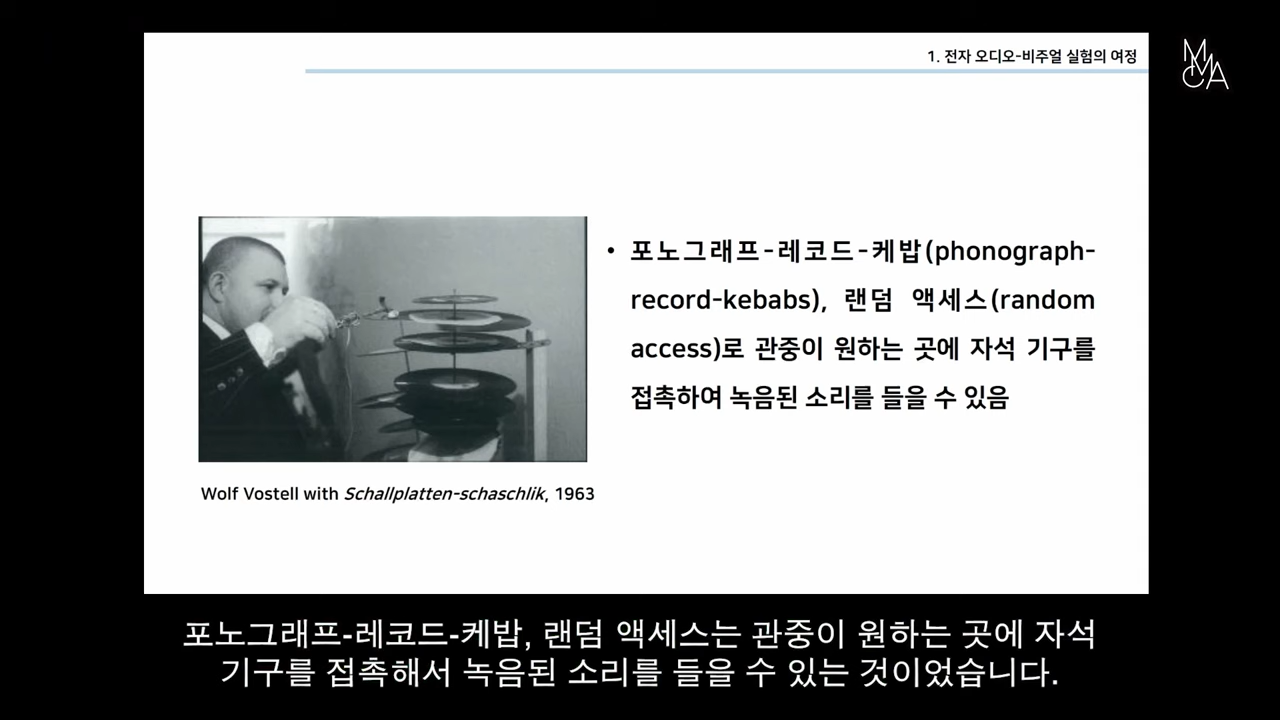 1. 전자 오디오-비주얼 실험의 여정
MMCA
• 포노그래프-레코드-케밥(phonograph-
record-kebabs), 랜덤 액세스(random
access)로 관중이 원하는 곳에 자석 기구를
접촉하여 녹음된 소리를 들을 수 있음
Wolf Vostell with Schallplatten-schaschlik, 1963
포노그래프-레코드-케밥, 랜덤 액세스는 관중이 원하는 곳에 자석
기구를 접촉해서 녹음된 소리를 들을 수 있는 것이었습니다.